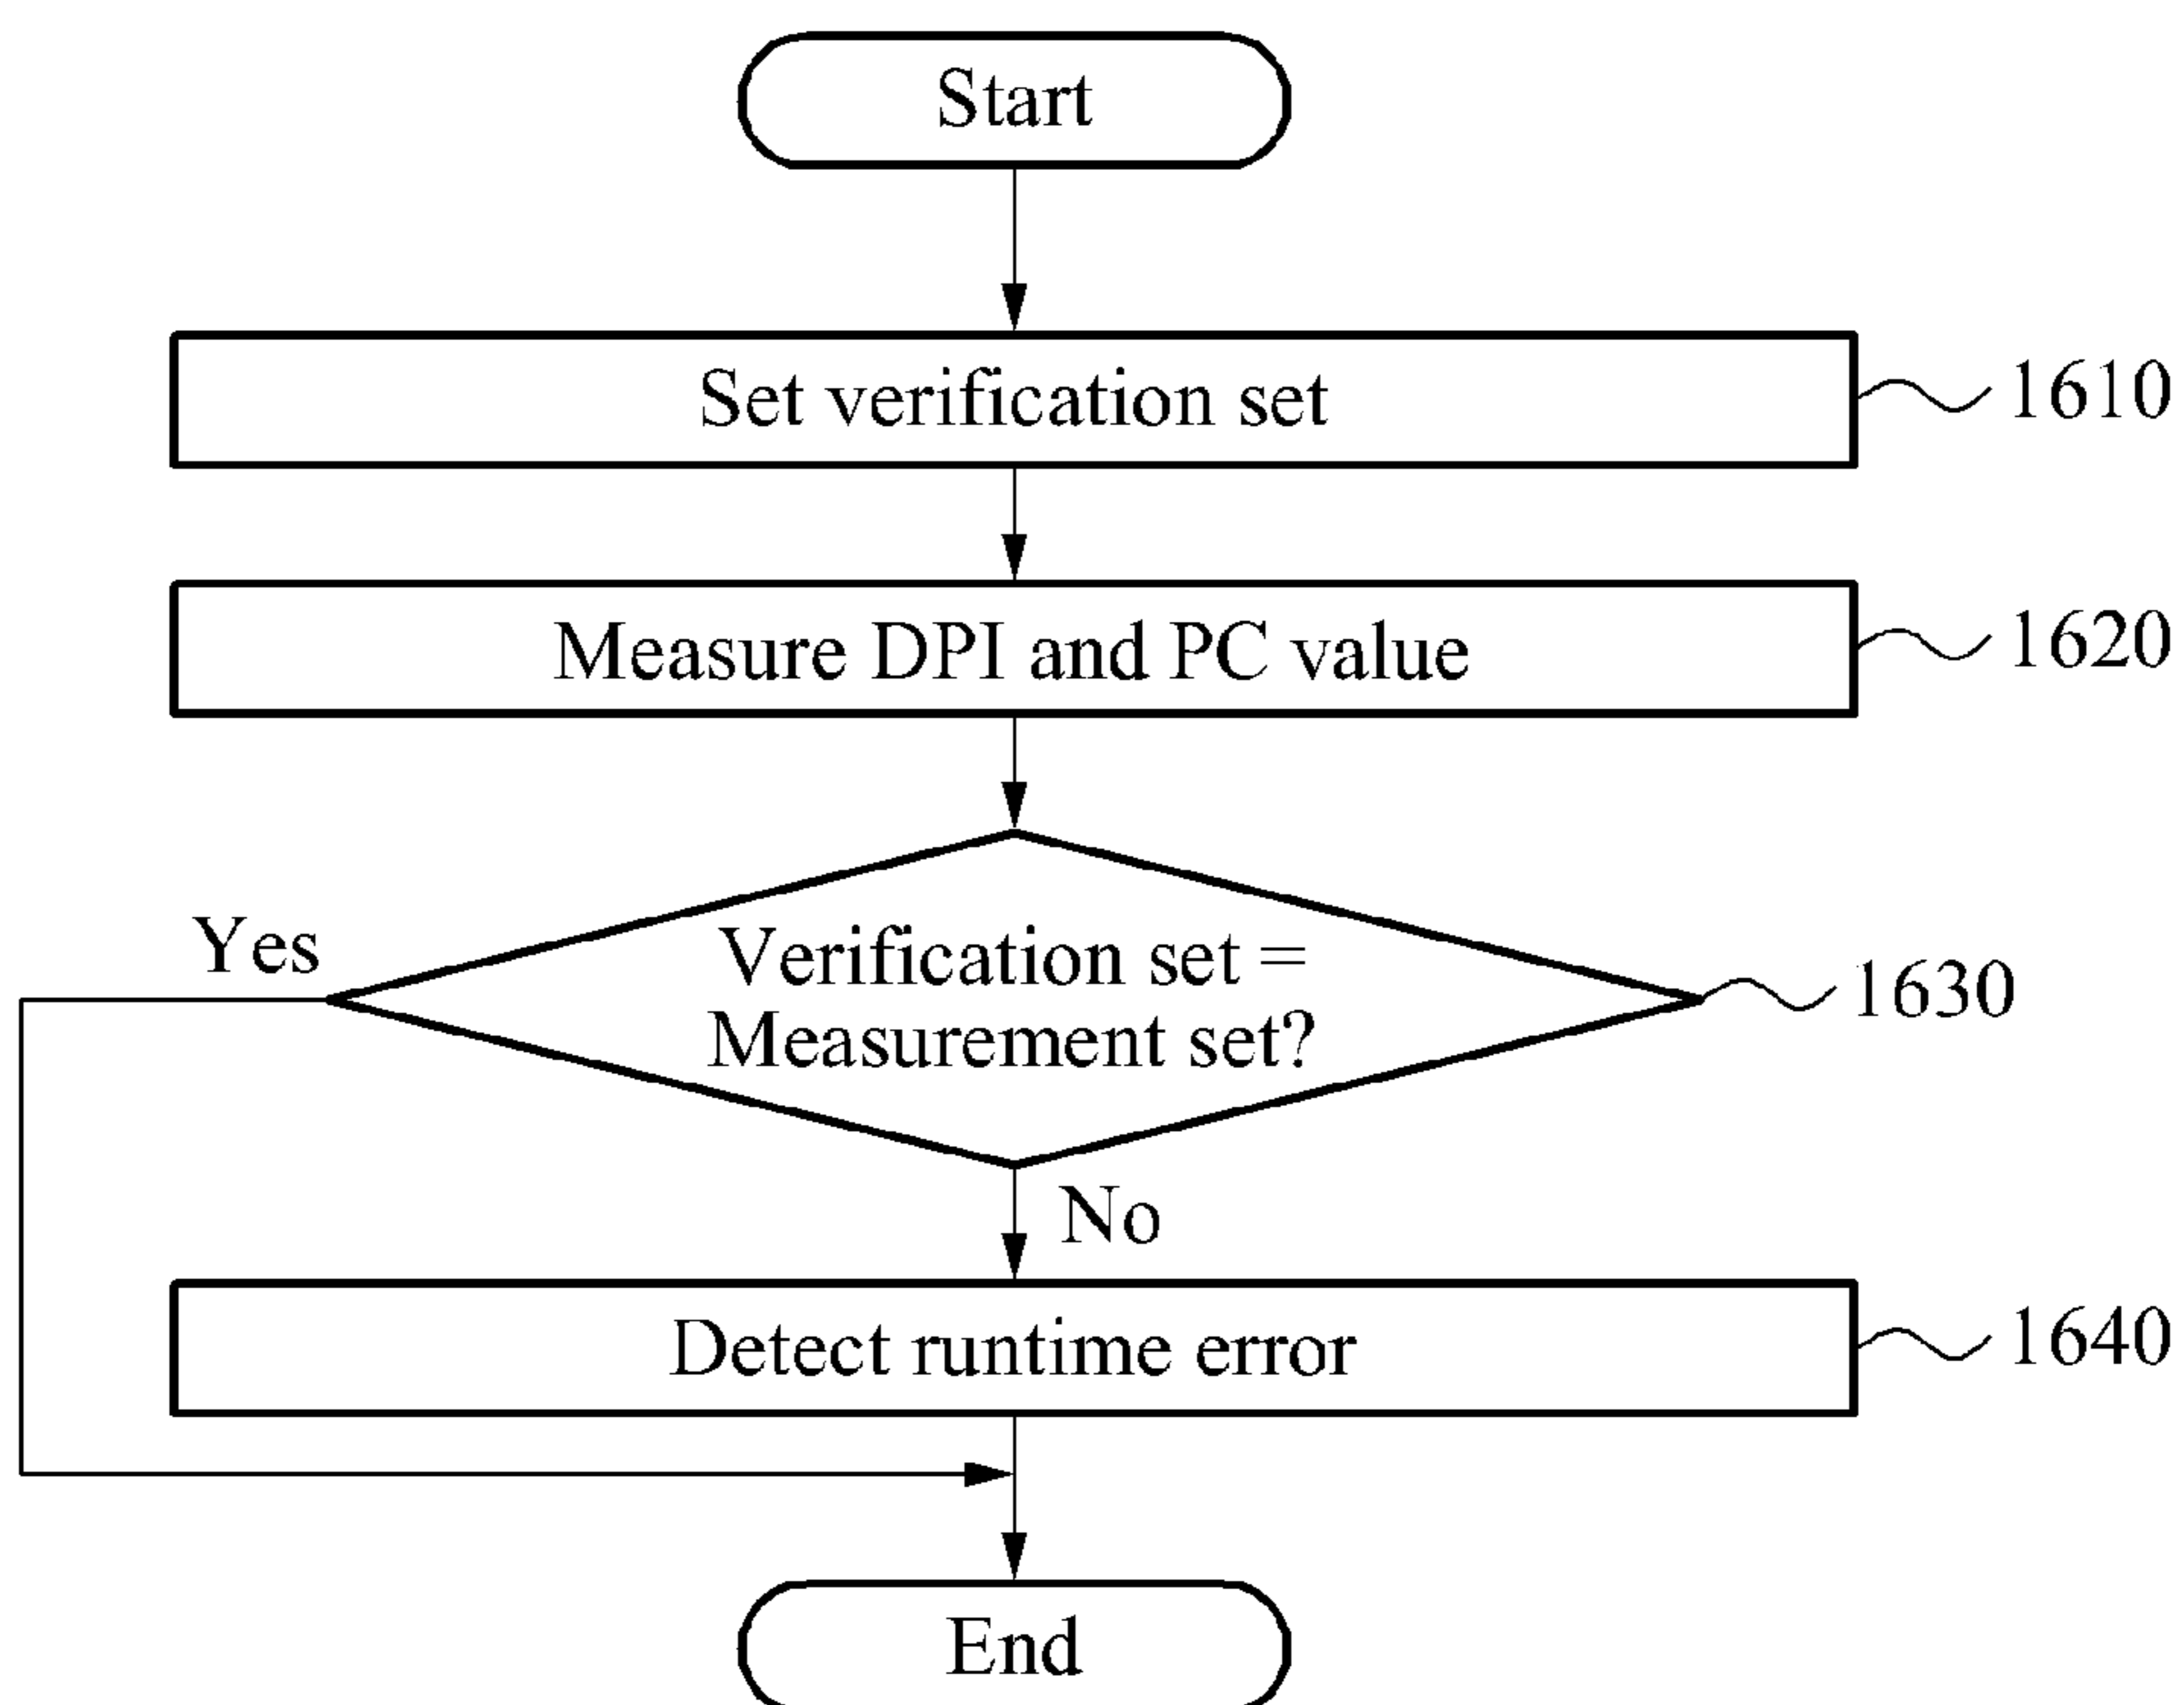 Start
Set verification set
1610
Measure DPI and PC value
1620
Yes
Verification set =
Measurement set?
1630
No
Detect runtime error
1640
End